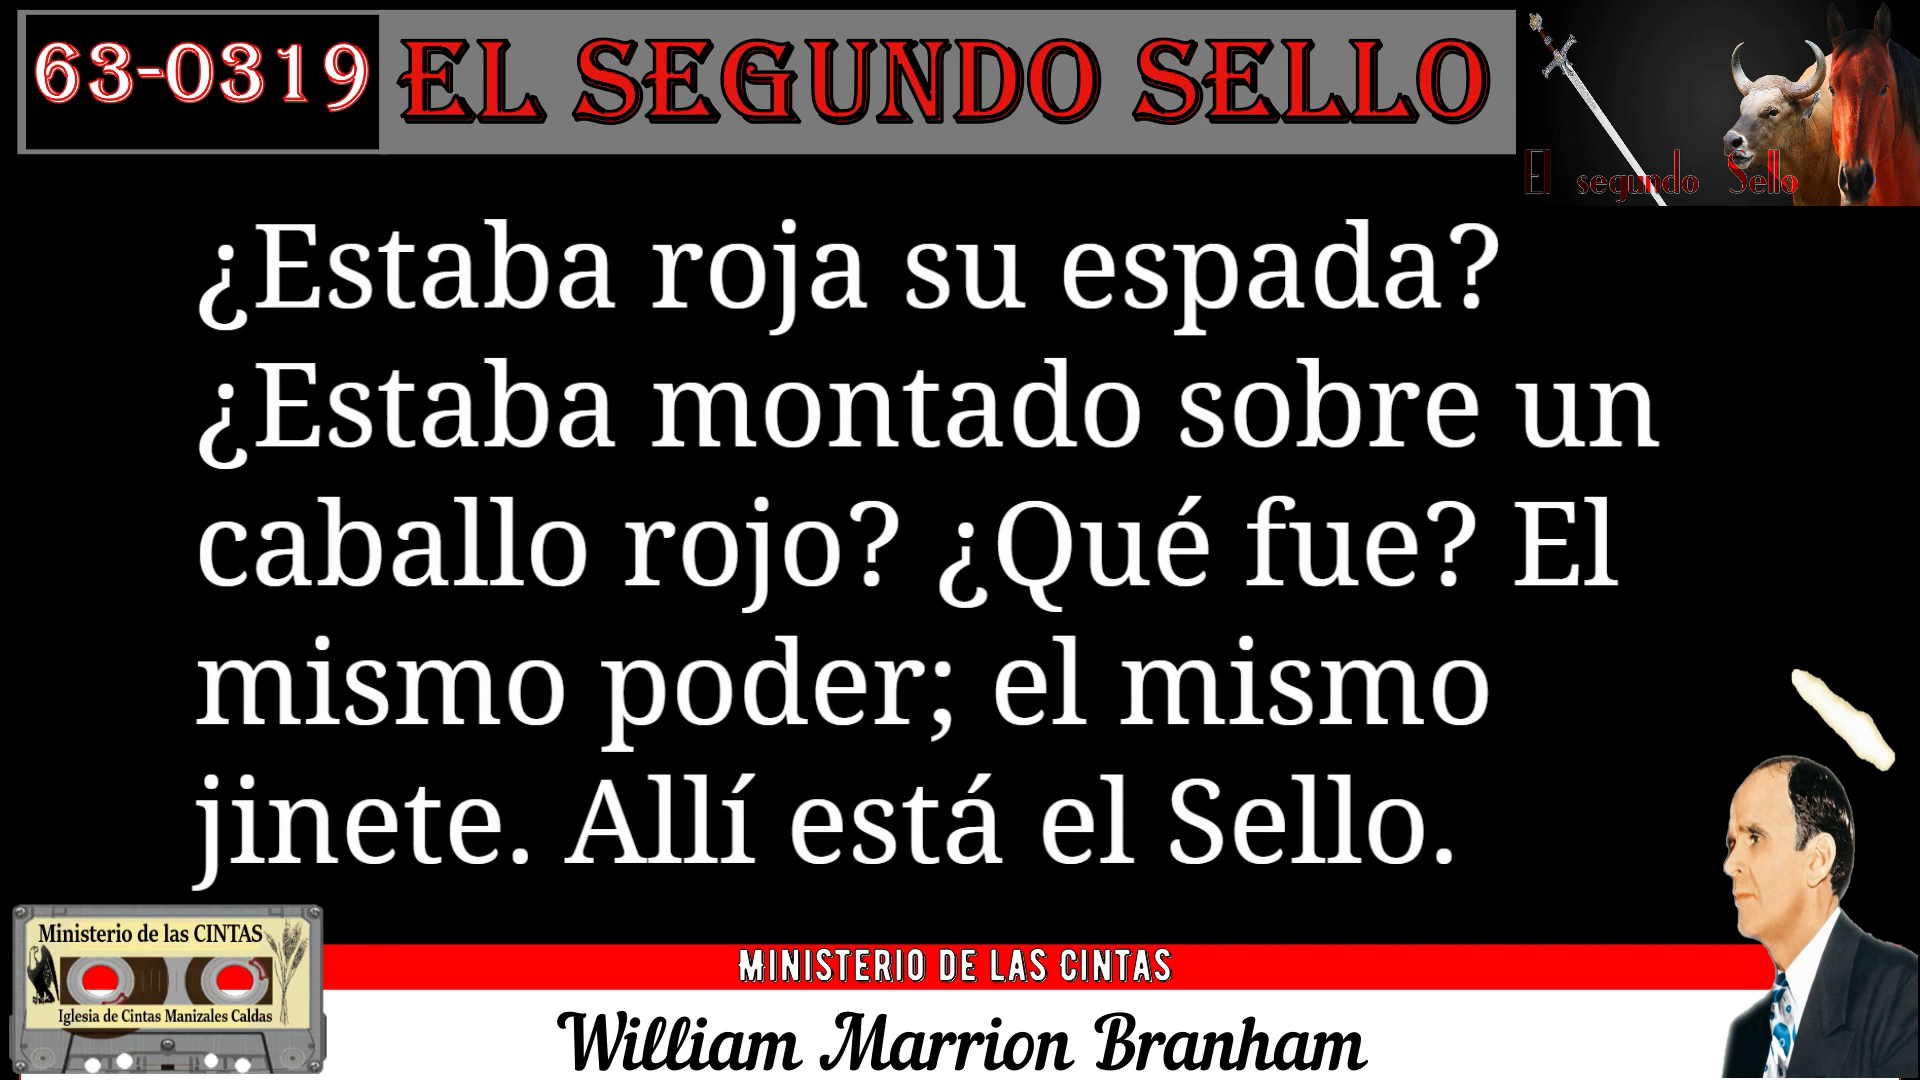 63-0319
EL SEGUNDO SELLO
El segundo Sello
¿Estaba roja su espada?
¿Estaba montado sobre un
caballo rojo? ¿Qué fue? El
mismo poder; el mismo
jinete. Allí está el Sello.
Ministerio de las CINTAS
Iglesia de Cintas Manizales Caldas
MINISTERIO DE LAS CINTAS
William Marrion Branham